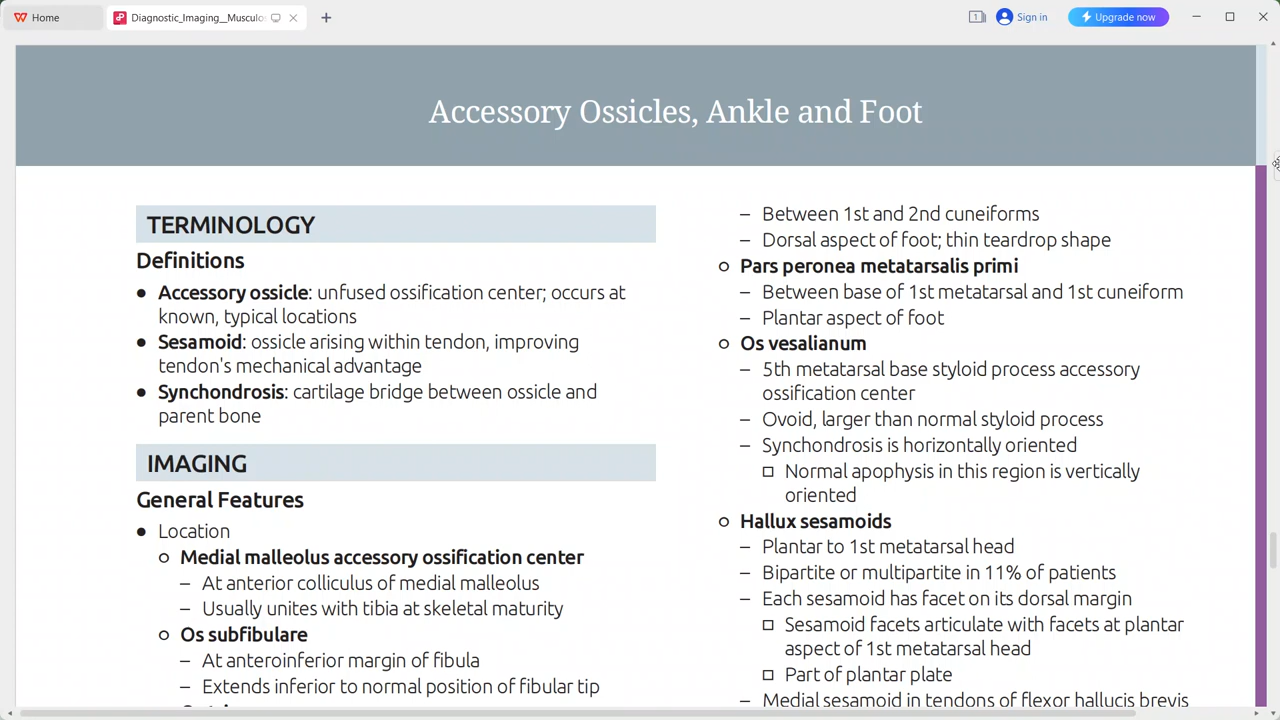 Home
Diagnostic_Imaging__Musculos
1
Sign in
Upgrade now
Accessory Ossicles, Ankle and Foot
TERMINOLOGY
Definitions
● Accessory ossicle: unfused ossification center; occurs at
known, typical locations
● Sesamoid: ossicle arising within tendon, improving
tendon's mechanical advantage
● Synchondrosis: cartilage bridge between ossicle and
parent bone
IMAGING
General Features
● Location
○ Medial malleolus accessory ossification center
– At anterior colliculus of medial malleolus
– Usually unites with tibia at skeletal maturity
○ Os subfibulare
– At anteroinferior margin of fibula
– Extends inferior to normal position of fibular tip
– Between 1st and 2nd cuneiforms
– Dorsal aspect of foot; thin teardrop shape
○ Pars peronea metatarsalis primi
– Between base of 1st metatarsal and 1st cuneiform
– Plantar aspect of foot
○ Os vesalianum
– 5th metatarsal base styloid process accessory
ossification center
– Ovoid, larger than normal styloid process
– Synchondrosis is horizontally oriented
□ Normal apophysis in this region is vertically
oriented
○ Hallux sesamoids
– Plantar to 1st metatarsal head
– Bipartite or multipartite in 11% of patients
– Each sesamoid has facet on its dorsal margin
□ Sesamoid facets articulate with facets at plantar
aspect of 1st metatarsal head
□ Part of plantar plate
– Medial sesamoid in tendons of flexor hallucis brevis